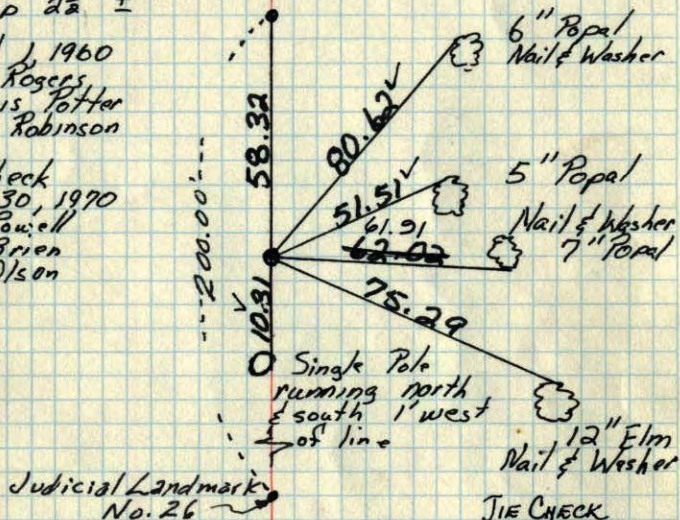 1960
Rogers
Potter
Robinson
30, 1970
58.32
200.00'
10.31
80.62
51.51
61.91
62.02
75.29
6" Popal
Nail & Washer
5" Popal
Nail & Washer
7" Popal
12" Elm
Nail & Washer
Single Pole
running north
& south 1' west
of line
Judicial Landmark
No. 26
TIE CHECK